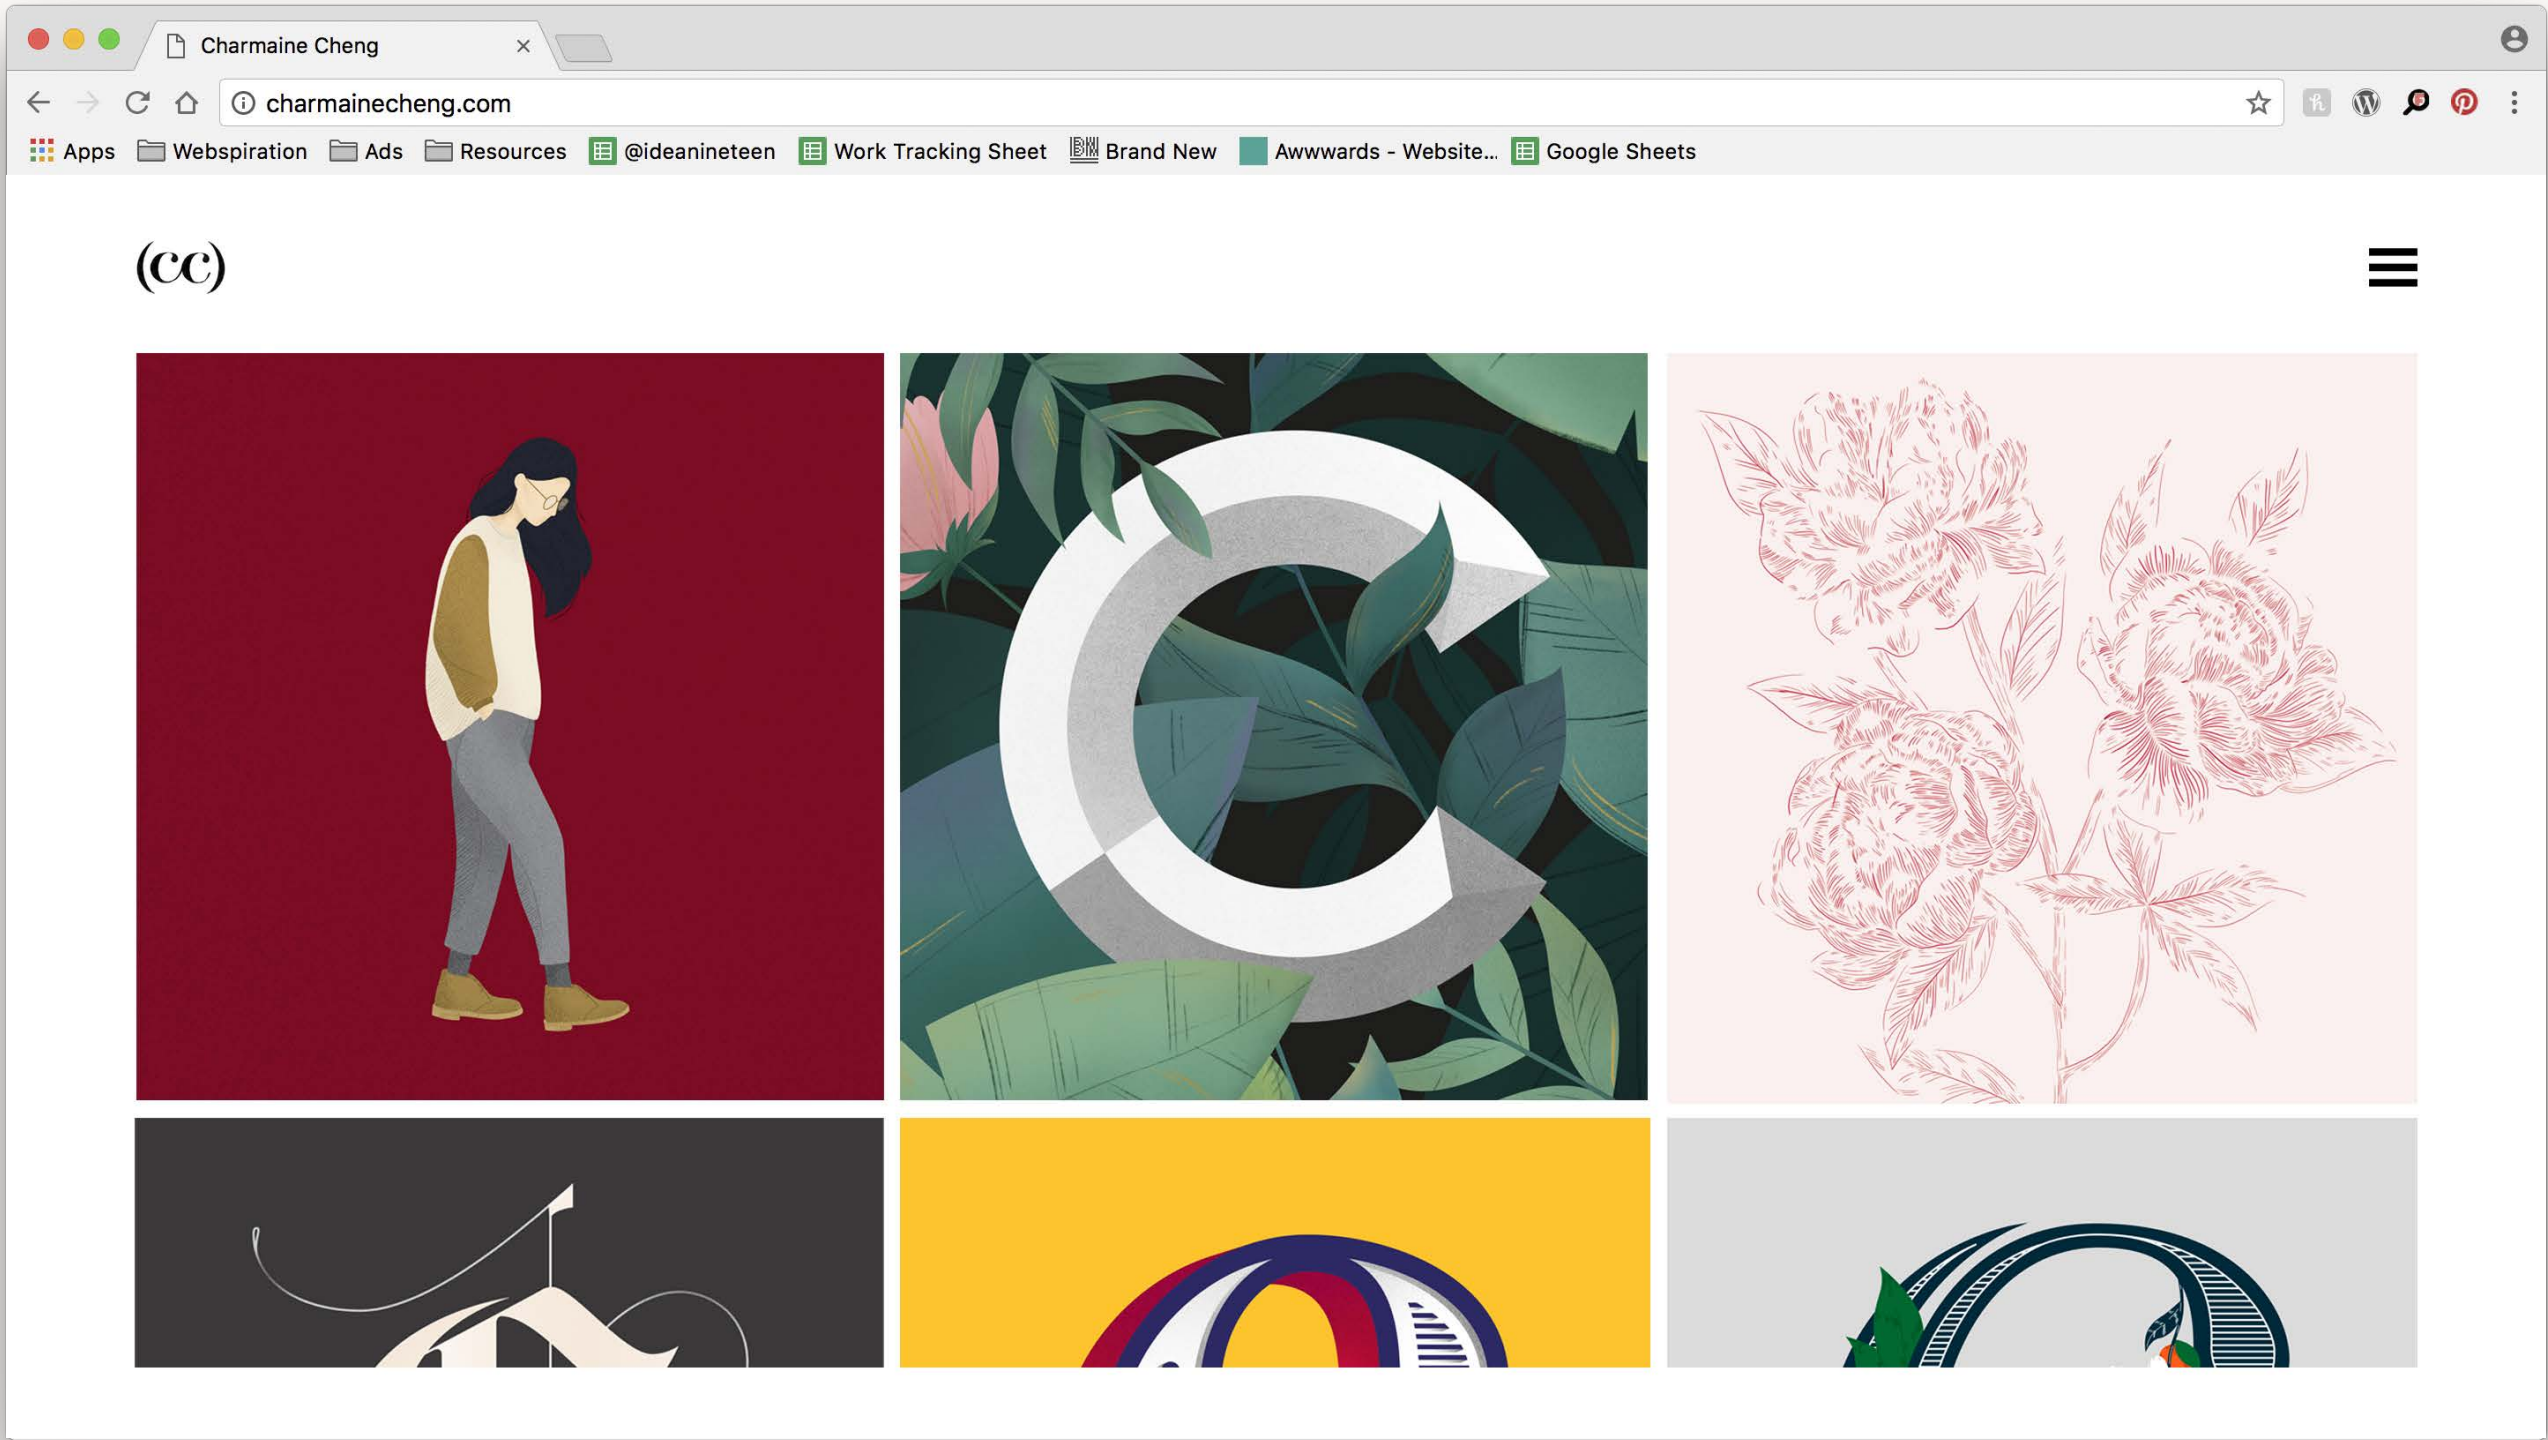 Charmaine Cheng
charmainecheng.com
Apps Webspiration Ads Resources @ideanineteen Work Tracking Sheet BN Brand New Awwwards - Website... Google Sheets
(cc)
C